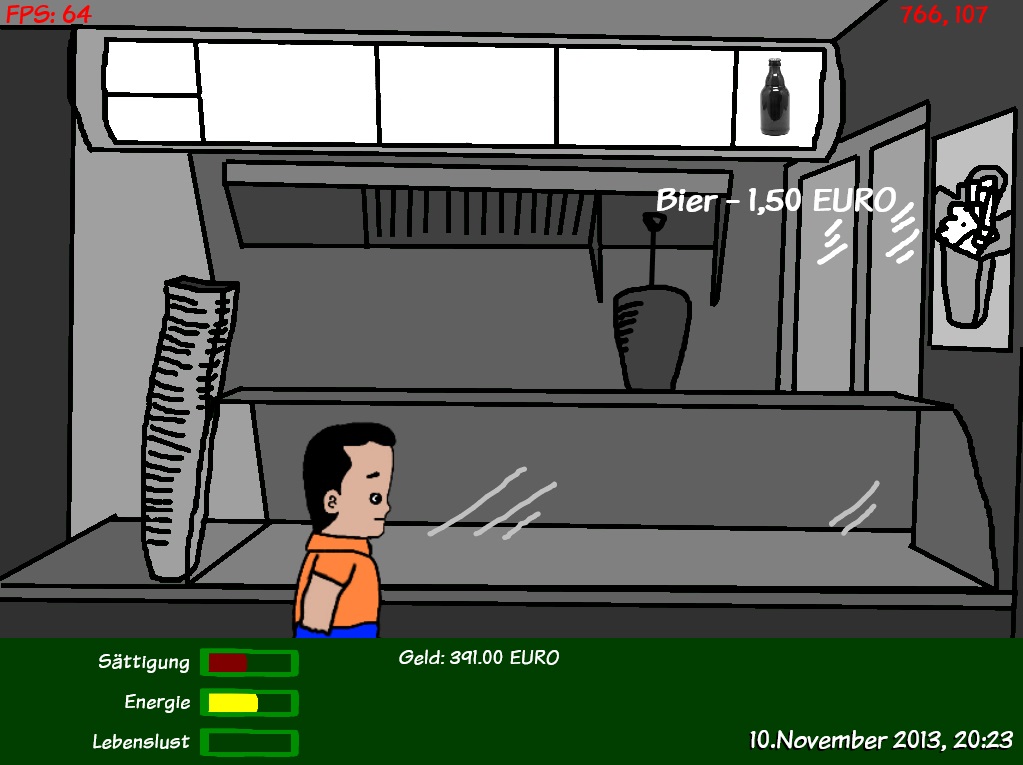 FPS: 64
766, 107
Bier - 1,50 EURO
Sättigung
Geld: 391.00 EURO
Energie
Lebenslust
10.November 2013, 20:23